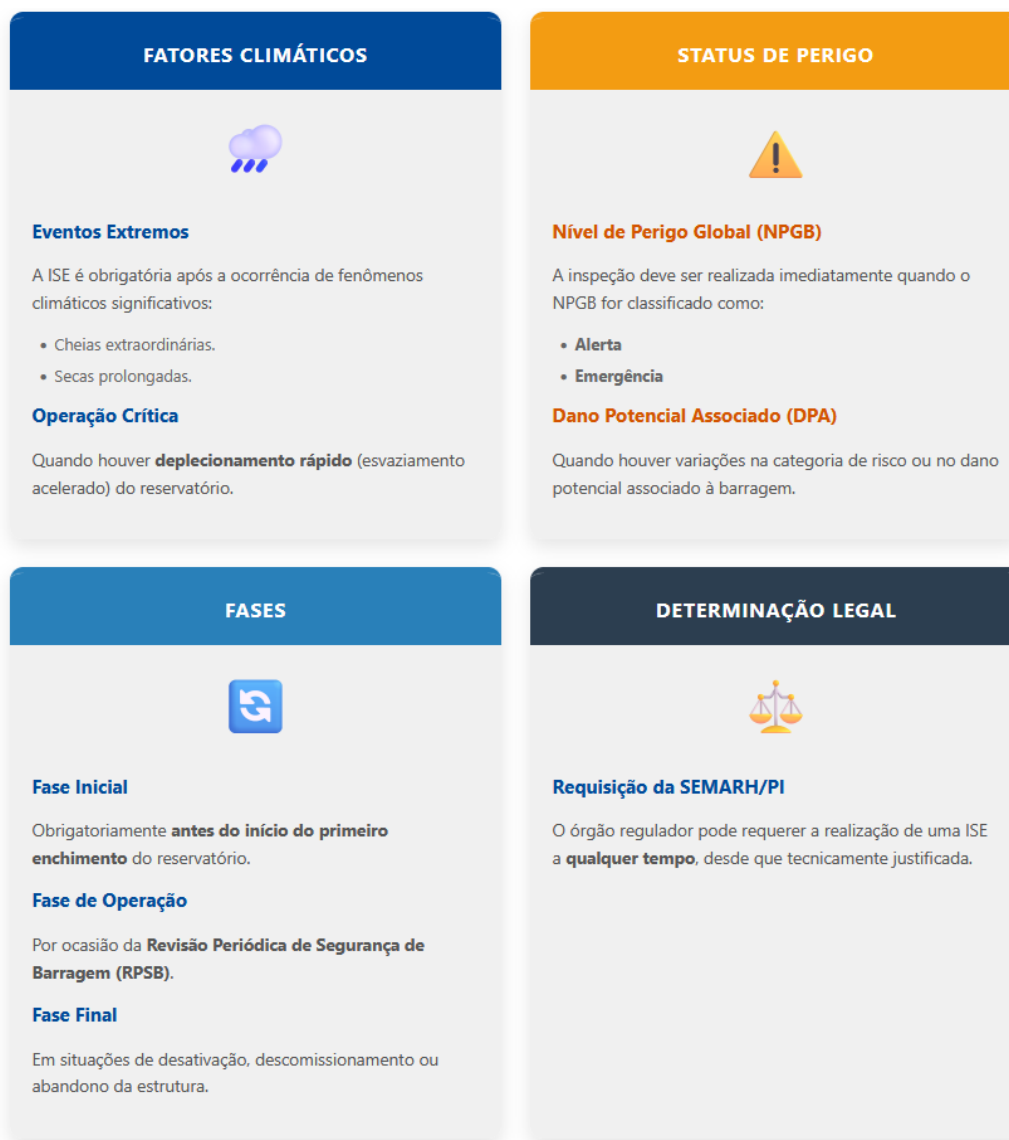 FATORES CLIMÁTICOS
Eventos Extremos
A ISE é obrigatória após a ocorrência de fenômenos
climáticos significativos:
• Cheias extraordinárias.
• Secas prolongadas.
Operação Crítica
Quando houver deplecionamento rápido (esvaziamento
acelerado) do reservatório.
STATUS DE PERIGO
Nível de Perigo Global (NPGB)
A inspeção deve ser realizada imediatamente quando o
NPGB for classificado como:
• Alerta
• Emergência
Dano Potencial Associado (DPA)
Quando houver variações na categoria de risco ou no dano
potencial associado à barragem.
FASES
Fase Inicial
Obrigatoriamente antes do início do primeiro
enchimento do reservatório.
Fase de Operação
Por ocasião da Revisão Periódica de Segurança de
Barragem (RPSB).
Fase Final
Em situações de desativação, descomissionamento ou
abandono da estrutura.
DETERMINAÇÃO LEGAL
Requisição da SEMARH/PI
O órgão regulador pode requerer a realização de uma ISE
a qualquer tempo, desde que tecnicamente justificada.